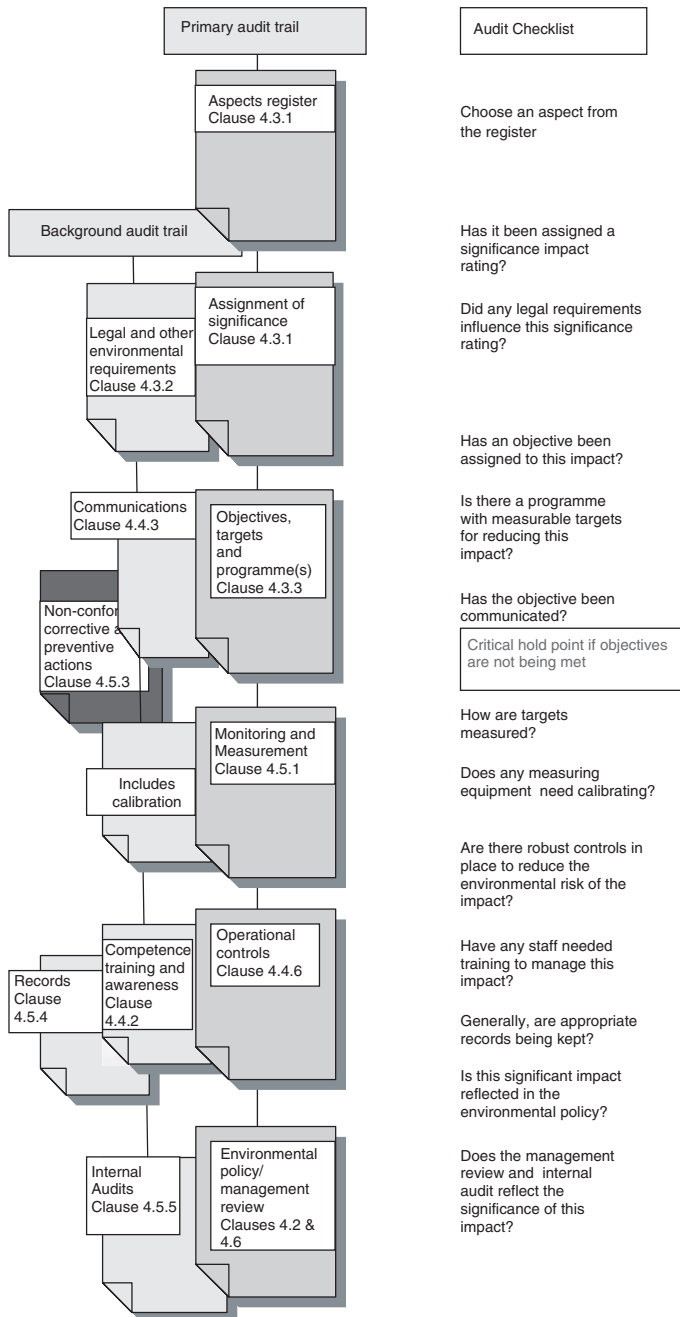 Primary audit trail
Audit Checklist
Aspects register
Clause 4.3.1
Choose an aspect from
the register
Background audit trail
Has it been assigned a
significance impact
rating?
Assignment of
significance
Clause 4.3.1
Legal and other
environmental
requirements
Clause 4.3.2
Did any legal requirements
influence this significance
rating?
Has an objective been
assigned to this impact?
Communications
Clause 4.4.3
Objectives,
targets
and
programme(s)
Clause 4.3.3
Is there a programme
with measurable targets
for reducing this
impact?
Non-confor
corrective a
preventive
actions
Clause 4.5.3
Has the objective been
communicated?
Critical hold point if objectives
are not being met
Monitoring and
Measurement
Clause 4.5.1
How are targets
measured?
Includes
calibration
Does any measuring
equipment need calibrating?
Are there robust controls in
place to reduce the
environmental risk of the
impact?
Operational
controls
Clause 4.4.6
Competence
training and
awareness
Clause
4.4.2
Records
Clause
4.5.4
Have any staff needed
training to manage this
impact?
Generally, are appropriate
records being kept?
Is this significant impact
reflected in the
environmental policy?
Environmental
policy/
management
review
Clauses 4.2 &
4.6
Internal
Audits
Clause 4.5.5
Does the management
review and internal
audit reflect the
significance of this
impact?